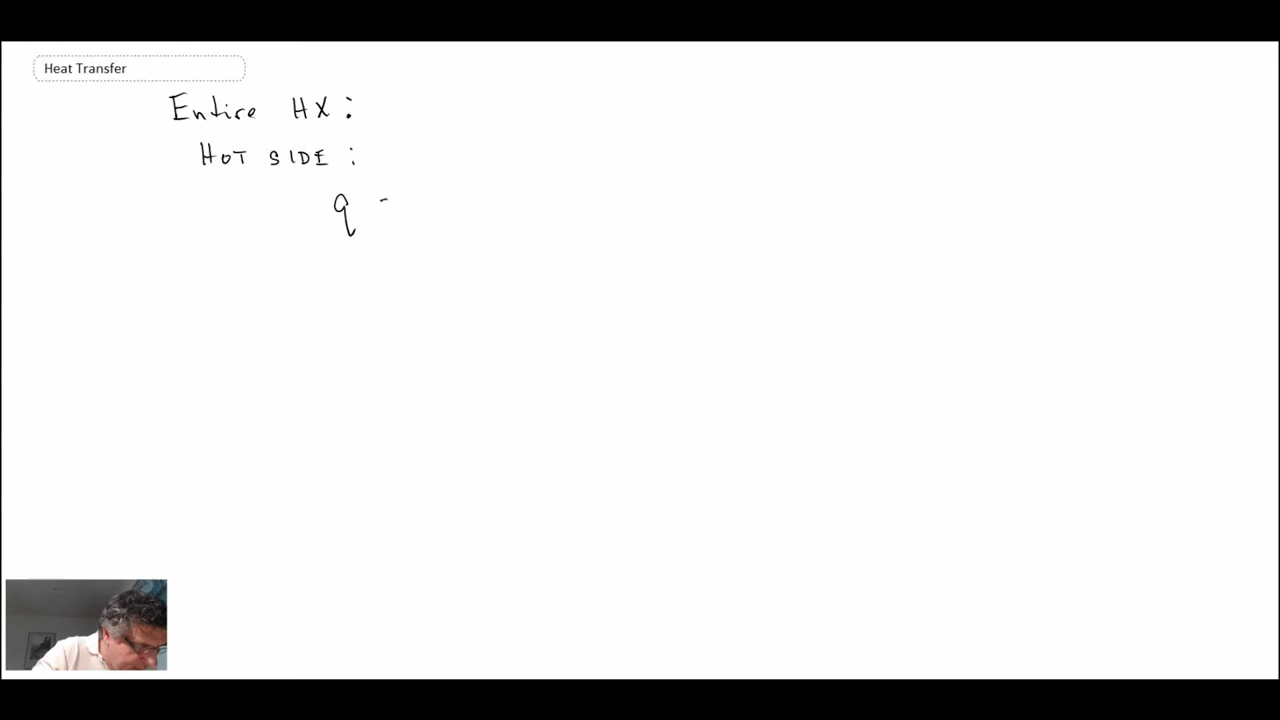 Heat Transfer
Entire HX:
HOT SIDE :
q -